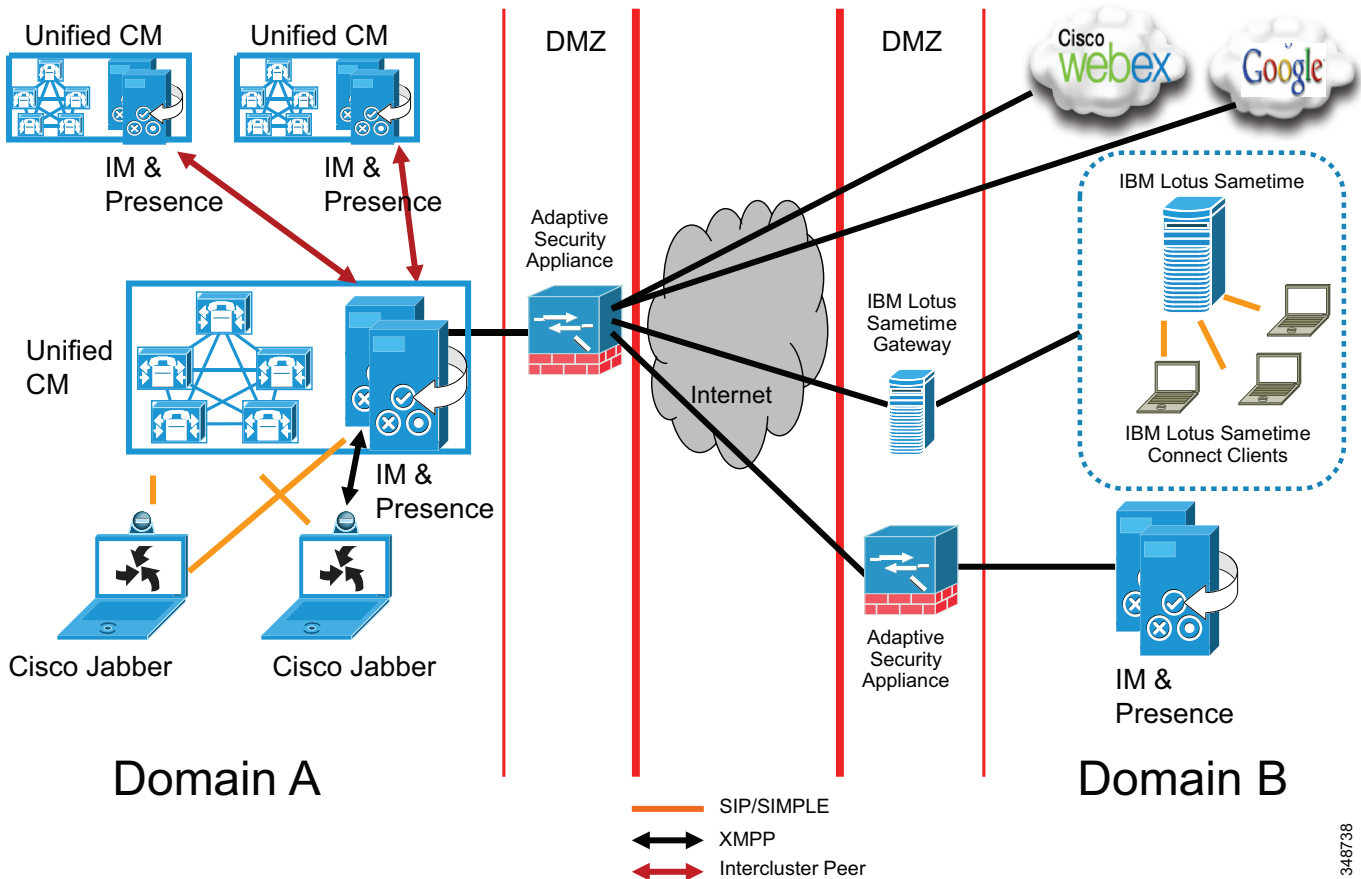 Unified CM
Unified CM
DMZ
DMZ
Cisco
webex
Google
IM &
Presence
IM &
Presence
IBM Lotus Sametime
Adaptive
Security
Appliance
IBM Lotus
Sametime
Gateway
Unified
CM
Internet
IBM Lotus Sametime
Connect Clients
IM &
Presence
Cisco Jabber
Cisco Jabber
Adaptive
Security
Appliance
IM &
Presence
Domain A
Domain B
SIP/SIMPLE
XMPP
Intercluster Peer
348738